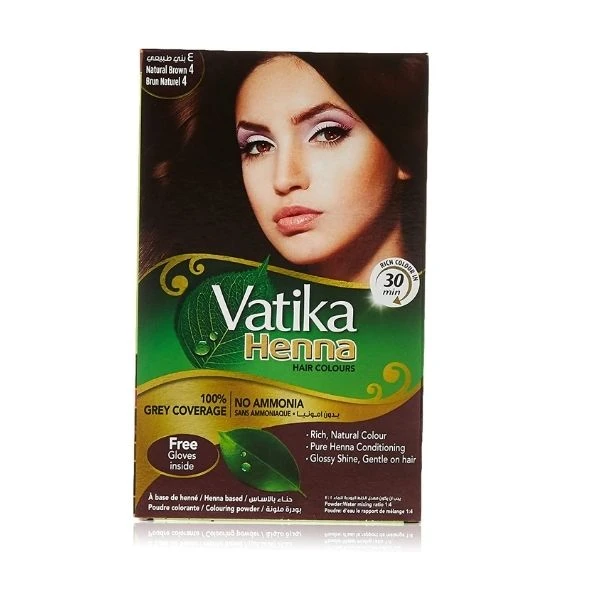 ٤ بني طبيعي
Natural Brown 4
Brun Naturel 4
RICH COLOUR IN
30
min
Vatika
Henna
HAIR COLOURS
100%
GREY COVERAGE
NO AMMONIA
SANS AMMONIAQUE • بدون امونيا
Free
Gloves
inside
· Rich, Natural Colour
· Pure Henna Conditioning
· Glossy Shine, Gentle on hair
À base de henné / Henna based / حناء بالاساس
Poudre colorante / Colouring powder / بودرة ملونة
Powder:Water mixing ratio 1:4
Poudre: d'eau le rapport de mélange 1:4